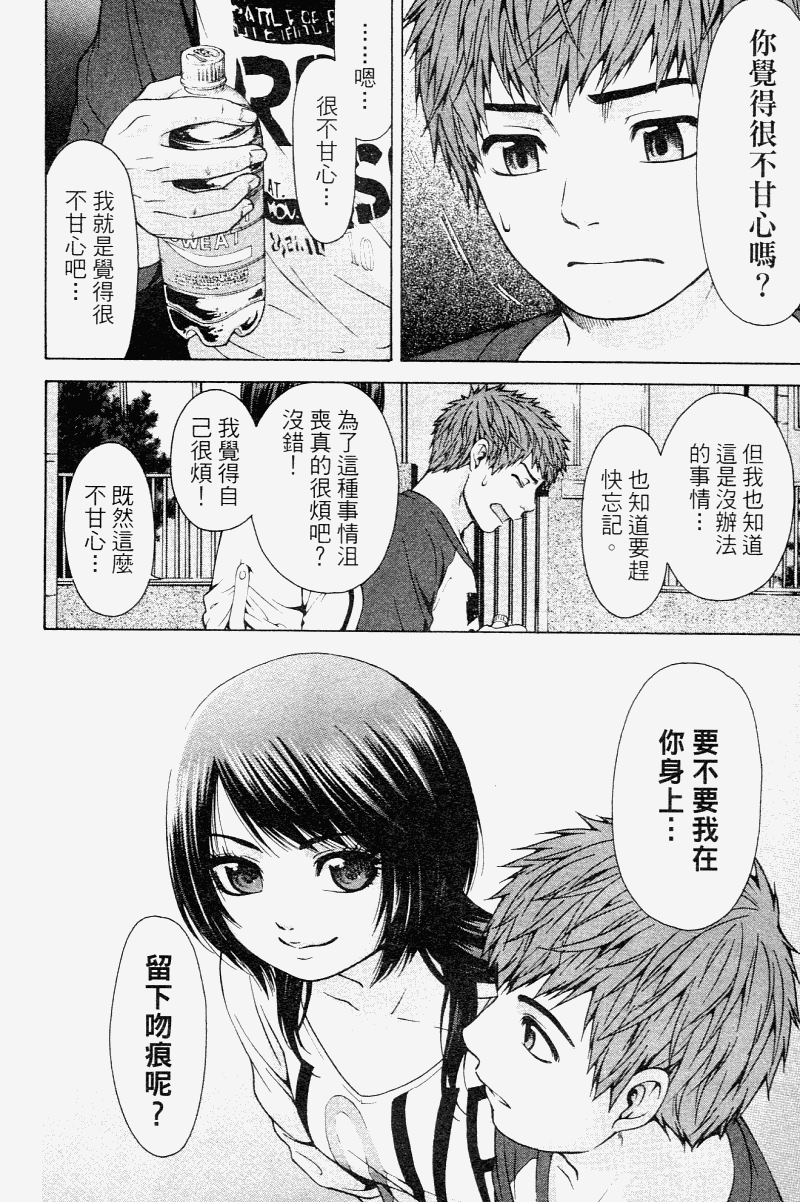 你覺得很不甘心嗎？
……嗯…
很不甘心…
我就是覺得很
不甘心吧…
SWEAT
但我也知道
這是沒辦法
的事情…
也知道要趕
快忘記。
為了這種事情沮
喪真的很煩吧？
沒錯！
我覺得自
己很煩！
既然這麼
不甘心…
要不要我在
你身上…
留下吻痕呢？